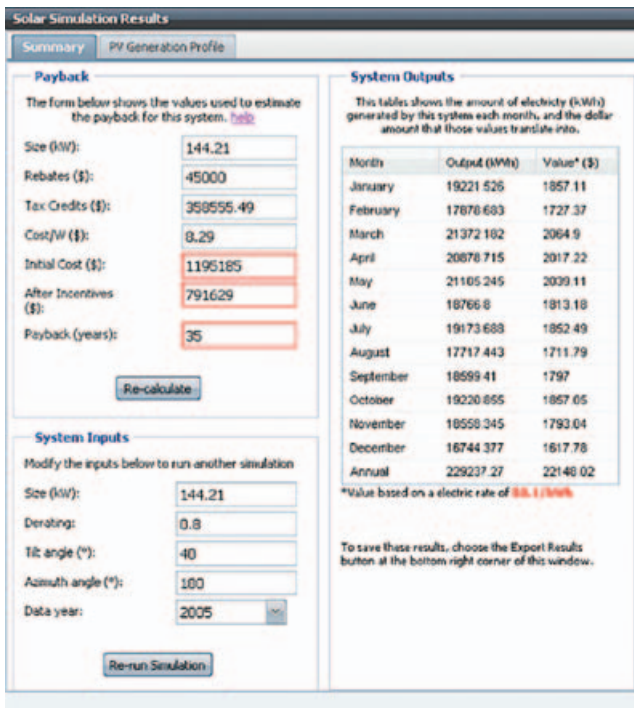 Solar Simulation Results
Summary
PV Generation Profile
Payback
The form below shows the values used to estimate
the payback for this system. help
Size (kW): 144.21
Rebates ($): 45000
Tax Credits ($): 358555.49
Cost/W ($): 8.29
Initial Cost ($): 1195185
After Incentives
($): 791629
Payback (years): 35
Re-calculate
System Inputs
Modify the inputs below to run another simulation
Size (kW): 144.21
Derating: 0.8
Tilt angle (°): 40
Azimuth angle (°): 180
Data year: 2005
Re-run Simulation
System Outputs
This tables shows the amount of electricty (kWh)
generated by this system each month, and the dollar
amount that those values translate into.
Month Output (kWh) Value* ($)
January 19221.526 1857.11
February 17878.683 1727.37
March 21372.182 2064.9
April 20878.715 2017.22
May 21105.245 2039.11
June 18766.8 1813.18
July 19173.688 1852.49
August 17717.443 1711.79
September 18599.41 1797
October 19220.855 1857.05
November 18558.345 1793.04
December 16744.377 1617.78
Annual 229237.27 22148.02
*Value based on a electric rate of
To save these results, choose the Export Results
button at the bottom right corner of this window.